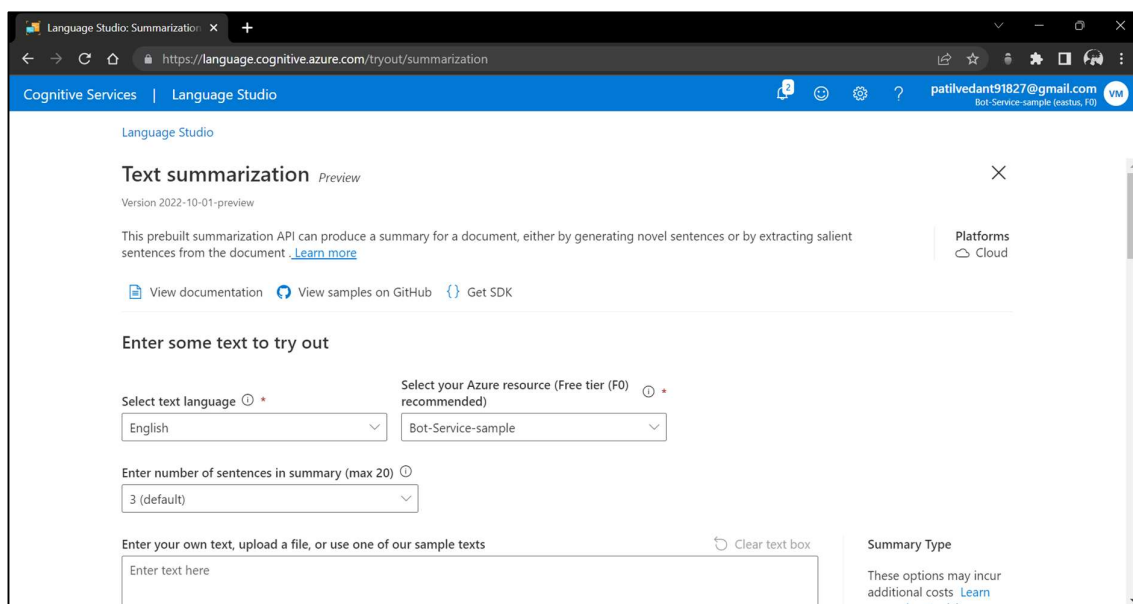 Language Studio: Summarization
https://language.cognitive.azure.com/tryout/summarization
Cognitive Services | Language Studio
2
patilvedant91827@gmail.com
Bot-Service-sample (eastus, F0)
VM
Language Studio
Text summarization Preview
Version 2022-10-01-preview
This prebuilt summarization API can produce a summary for a document, either by generating novel sentences or by extracting salient
sentences from the document . Learn more
Platforms
Cloud
View documentation View samples on GitHub {} Get SDK
Enter some text to try out
Select text language *
English
Select your Azure resource (Free tier (F0)
recommended) *
Bot-Service-sample
Enter number of sentences in summary (max 20)
3 (default)
Enter your own text, upload a file, or use one of our sample texts
Clear text box
Enter text here
Summary Type
These options may incur
additional costs Learn